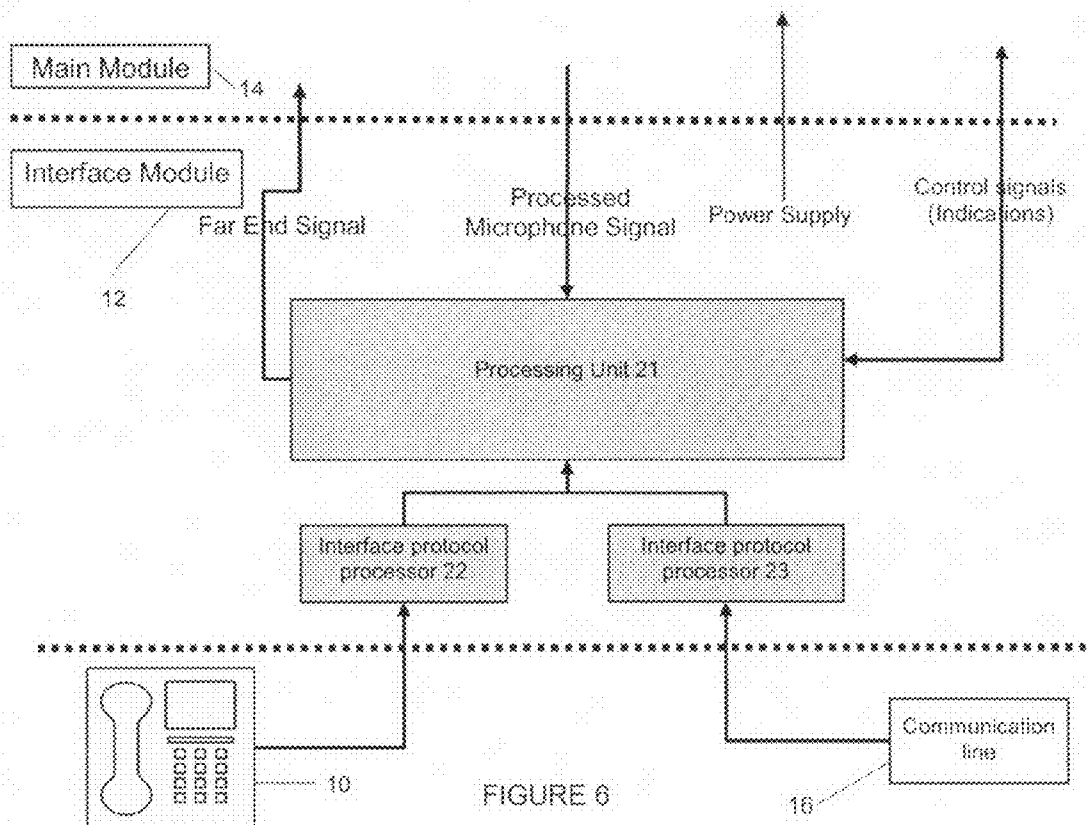 Main Module
14
Interface Module
12
Far End Signal
Processed
Microphone Signal
Power Supply
Control signals
(Indications)
Processing Unit 21
Interface protocol
processor 22
Interface protocol
processor 23
10
FIGURE 6
16
Communication
line